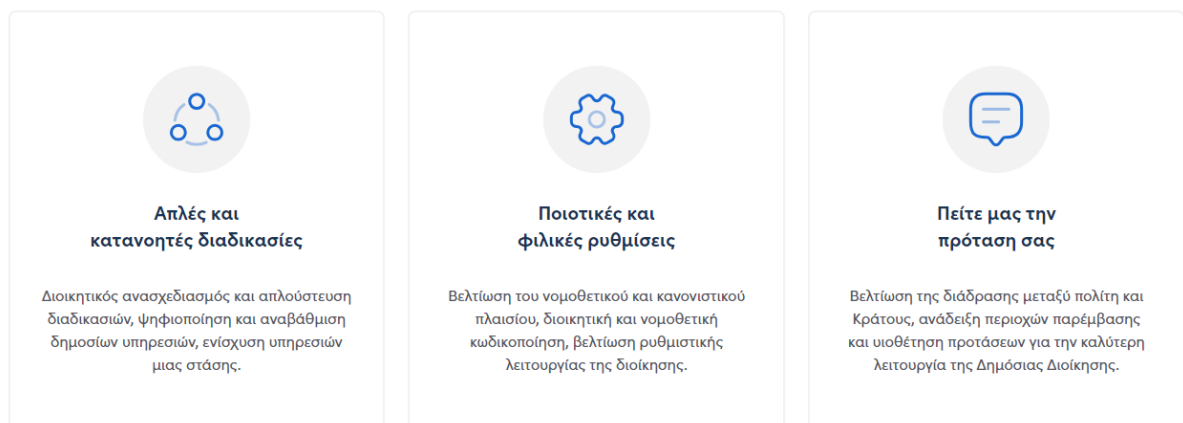 Απλές και
κατανοητές διαδικασίες
Διοικητικός ανασχεδιασμός και απλούστευση
διαδικασιών, ψηφιοποίηση και αναβάθμιση
δημοσίων υπηρεσιών, ενίσχυση υπηρεσιών
μιας στάσης.
Ποιοτικές και
φιλικές ρυθμίσεις
Βελτίωση του νομοθετικού και κανονιστικού
πλαισίου, διοικητική και νομοθετική
κωδικοποίηση, βελτίωση ρυθμιστικής
λειτουργίας της διοίκησης.
Πείτε μας την
πρόταση σας
Βελτίωση της διάδρασης μεταξύ πολίτη και
Κράτους, ανάδειξη περιοχών παρέμβασης
και υιοθέτηση προτάσεων για την καλύτερη
λειτουργία της Δημόσιας Διοίκησης.